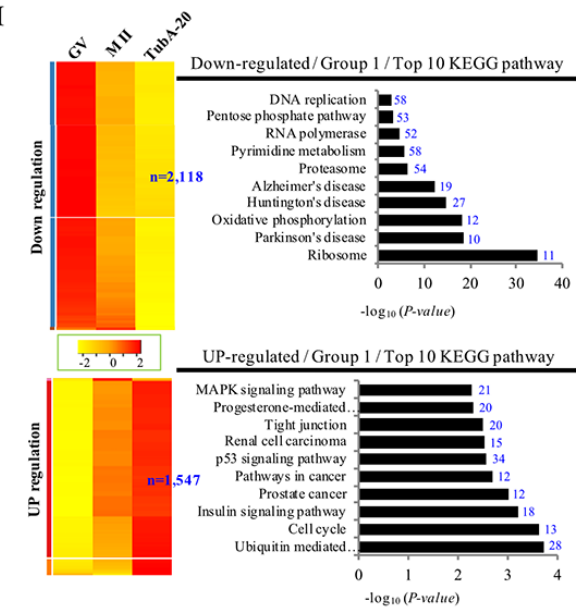 GV
M II
TubA-20
Down-regulated / Group 1 / Top 10 KEGG pathway
Down regulation
n=2,118
DNA replication 58
Pentose phosphate pathway 53
RNA polymerase 52
Pyrimidine metabolism 58
Proteasome 54
Alzheimer's disease 19
Huntington's disease 27
Oxidative phosphorylation 12
Parkinson's disease 10
Ribosome 11
0 10 20 30 40
-log10 (P-value)
-2 0 2
UP-regulated / Group 1 / Top 10 KEGG pathway
UP regulation
n=1,547
MAPK signaling pathway 21
Progesterone-mediated... 20
Tight junction 20
Renal cell carcinoma 15
p53 signaling pathway 34
Pathways in cancer 12
Prostate cancer 12
Insulin signaling pathway 18
Cell cycle 13
Ubiquitin mediated... 28
0 1 2 3 4
-log10 (P-value)